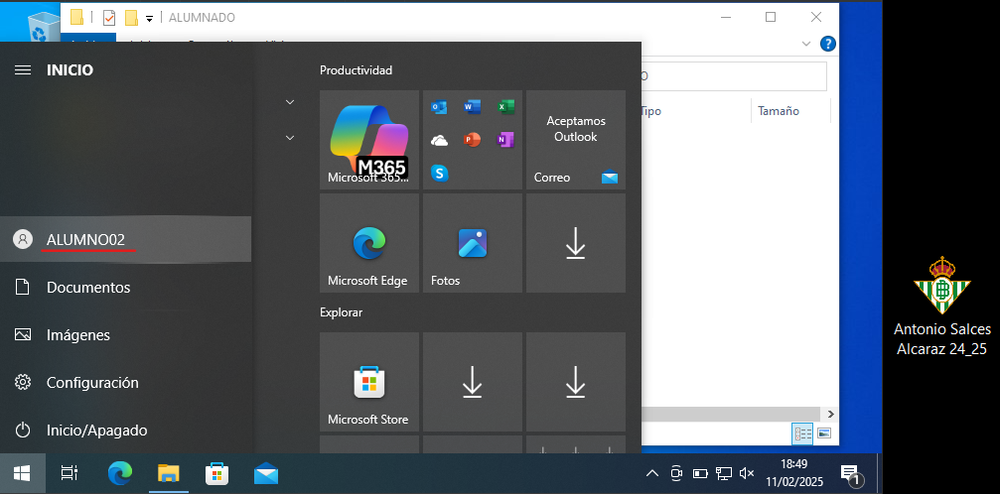 ALUMNADO
INICIO
Productividad
O
Tipo
Tamaño
M365
Microsoft 365...
Aceptamos
Outlook
Correo
ALUMNO02
Microsoft Edge
Fotos
Documentos
Explorar
Imágenes
Configuración
Microsoft Store
Inicio/Apagado
18:49
11/02/2025
1
Antonio Salces
Alcaraz 24_25